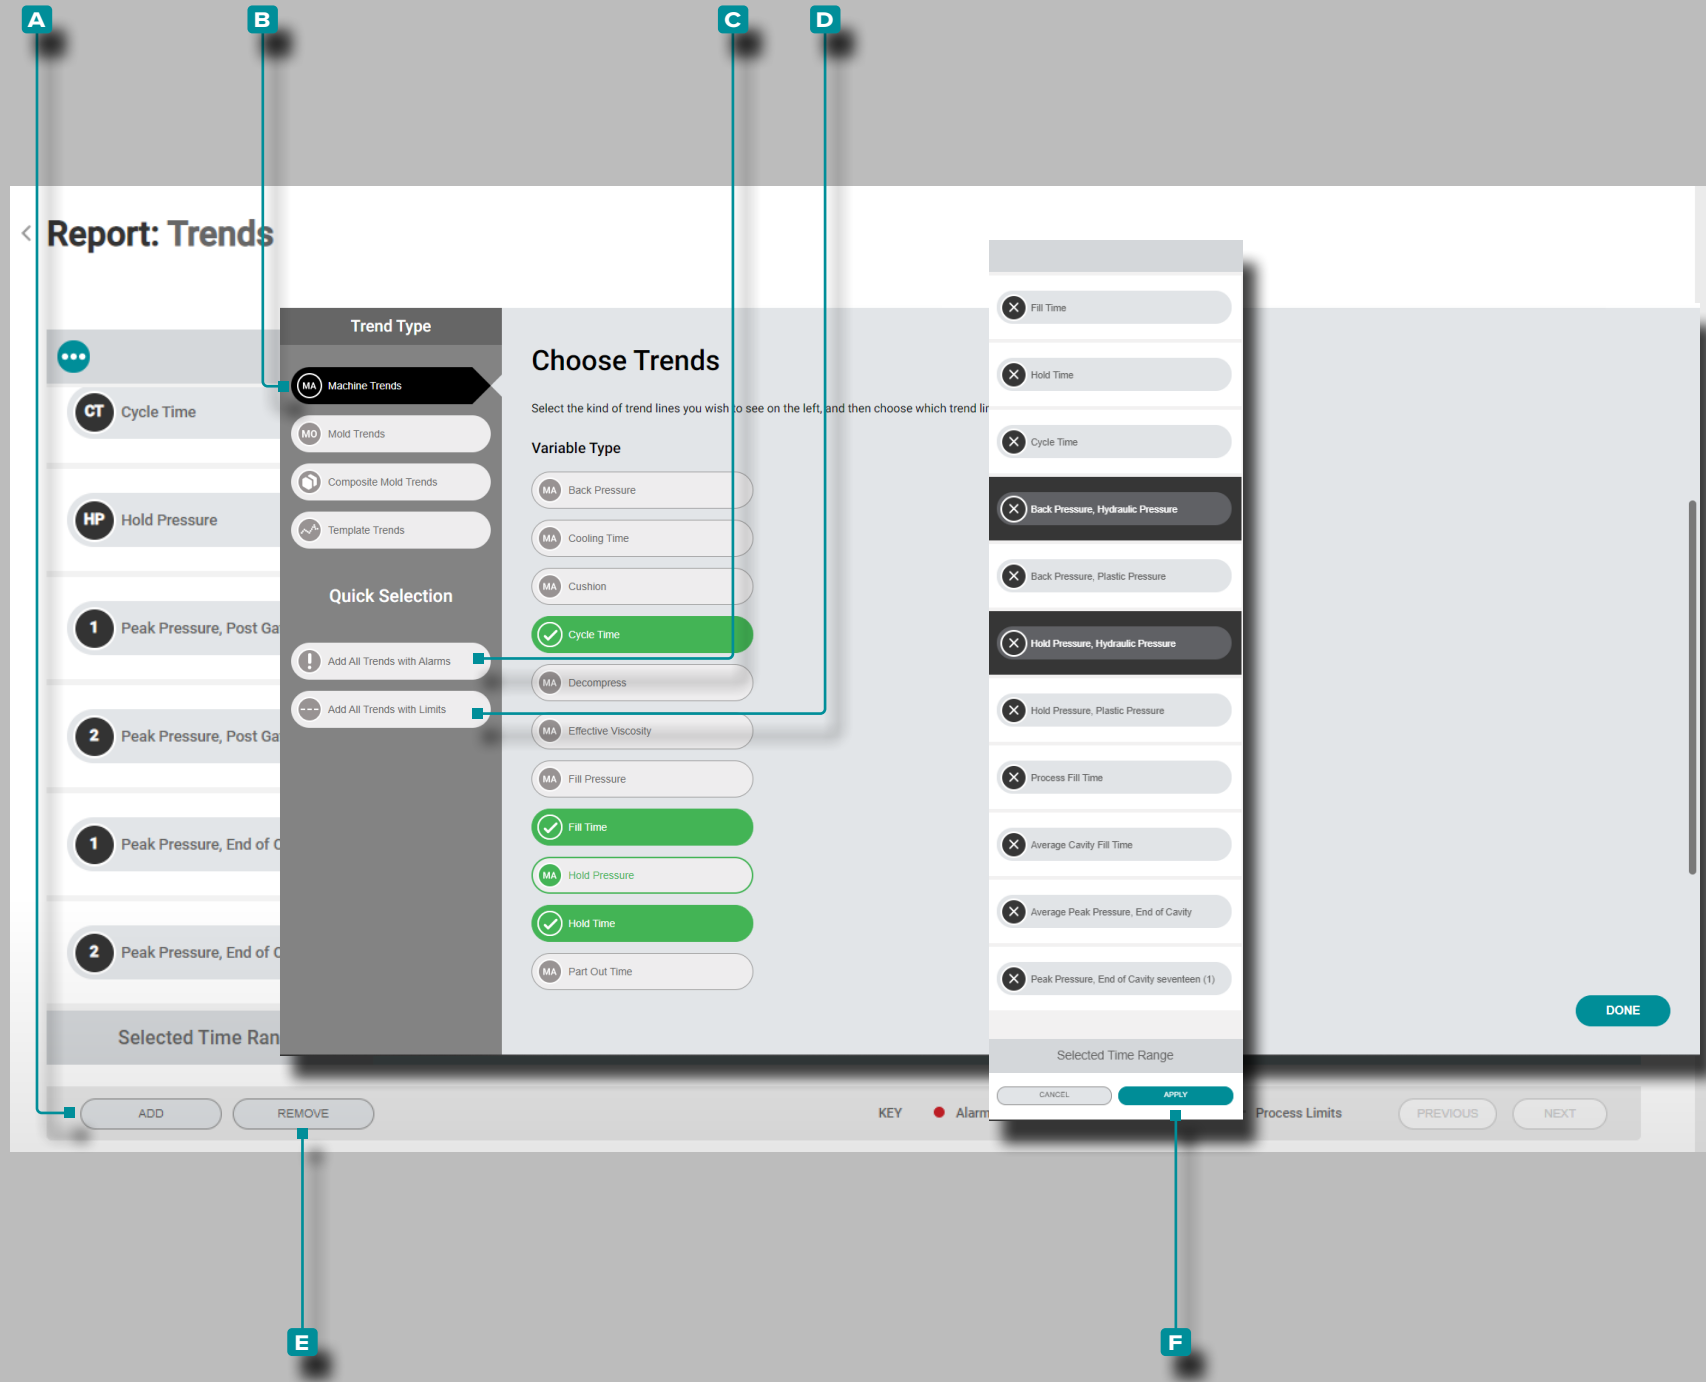 A
B
C
D
Report: Trends
CT Cycle Time
HP Hold Pressure
1 Peak Pressure, Post Ga
2 Peak Pressure, Post Ga
1 Peak Pressure, End of C
2 Peak Pressure, End of C
Selected Time Ran
ADD
REMOVE
KEY
Alarm
Process Limits
PREVIOUS
NEXT
Trend Type
MA Machine Trends
MO Mold Trends
Composite Mold Trends
Template Trends
Quick Selection
Add All Trends with Alarms
Add All Trends with Limits
Choose Trends
Select the kind of trend lines you wish to see on the left, and then choose which trend lin
Variable Type
MA Back Pressure
MA Cooling Time
MA Cushion
Cycle Time
MA Decompress
MA Effective Viscosity
MA Fill Pressure
Fill Time
MA Hold Pressure
Hold Time
MA Part Out Time
DONE
Fill Time
Hold Time
Cycle Time
Back Pressure, Hydraulic Pressure
Back Pressure, Plastic Pressure
Hold Pressure, Hydraulic Pressure
Hold Pressure, Plastic Pressure
Process Fill Time
Average Cavity Fill Time
Average Peak Pressure, End of Cavity
Peak Pressure, End of Cavity seventeen (1)
Selected Time Range
CANCEL
APPLY
E
F